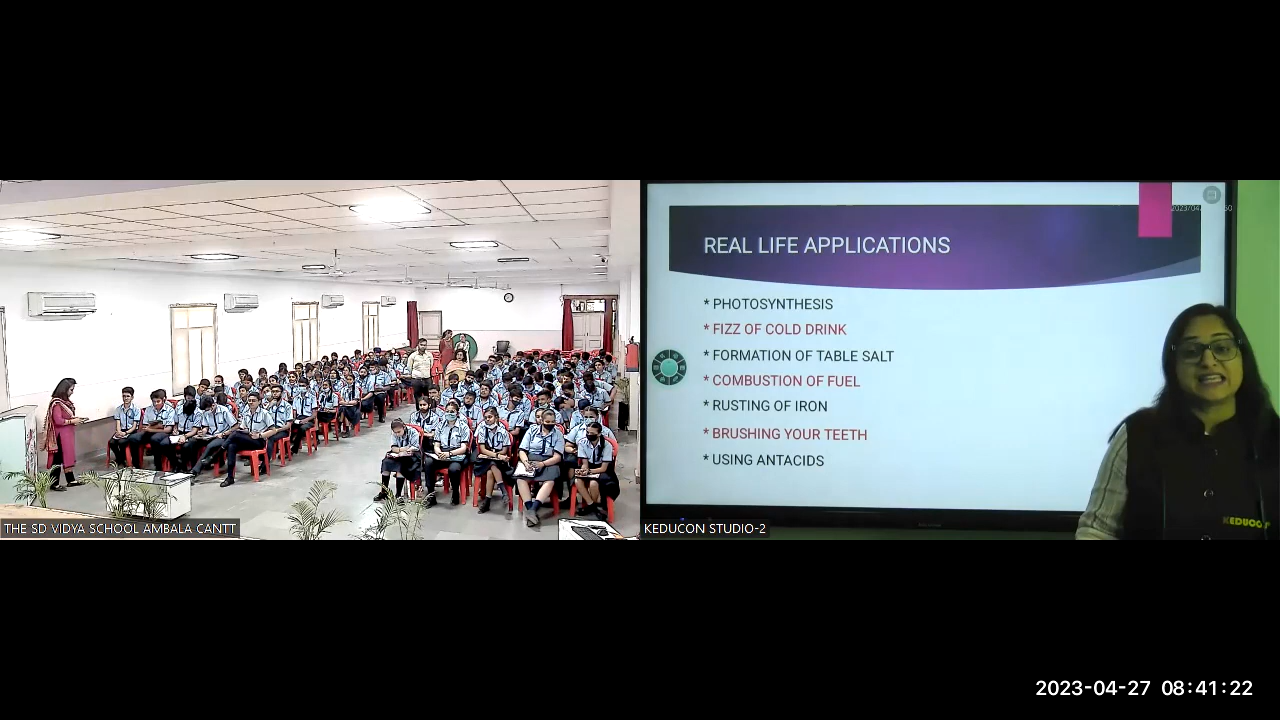 REAL LIFE APPLICATIONS
* PHOTOSYNTHESIS
* FIZZ OF COLD DRINK
* FORMATION OF TABLE SALT
* COMBUSTION OF FUEL
* RUSTING OF IRON
* BRUSHING YOUR TEETH
* USING ANTACIDS
KEDUCON
THE SD VIDYA SCHOOL AMBALA CANTT
KEDUCON STUDIO-2
2023-04-27 08:41:22